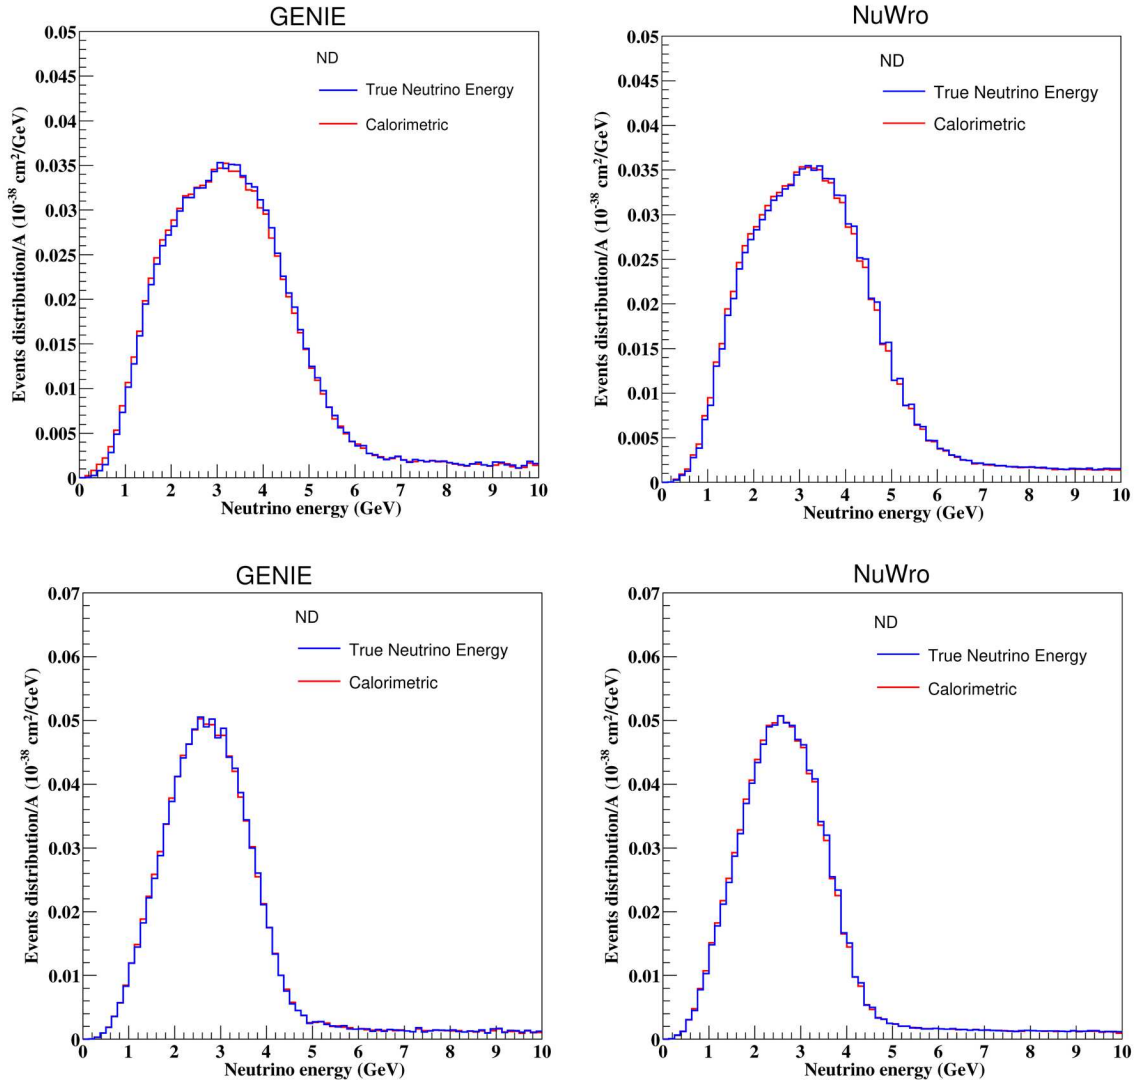 GENIE
0.05
0.045
0.04
0.035
0.03
0.025
0.02
0.015
0.01
0.005
0
Events distribution/A (10⁻³⁸ cm²/GeV)
ND
True Neutrino Energy
Calorimetric
0 1 2 3 4 5 6 7 8 9 10
Neutrino energy (GeV)
NuWro
0.05
0.045
0.04
0.035
0.03
0.025
0.02
0.015
0.01
0.005
0
Events distribution/A (10⁻³⁸ cm²/GeV)
ND
True Neutrino Energy
Calorimetric
0 1 2 3 4 5 6 7 8 9 10
Neutrino energy (GeV)
GENIE
0.07
0.06
0.05
0.04
0.03
0.02
0.01
0
Events distribution/A (10⁻³⁸ cm²/GeV)
ND
True Neutrino Energy
Calorimetric
0 1 2 3 4 5 6 7 8 9 10
Neutrino energy (GeV)
NuWro
0.07
0.06
0.05
0.04
0.03
0.02
0.01
0
Events distribution/A (10⁻³⁸ cm²/GeV)
ND
True Neutrino Energy
Calorimetric
0 1 2 3 4 5 6 7 8 9 10
Neutrino energy (GeV)